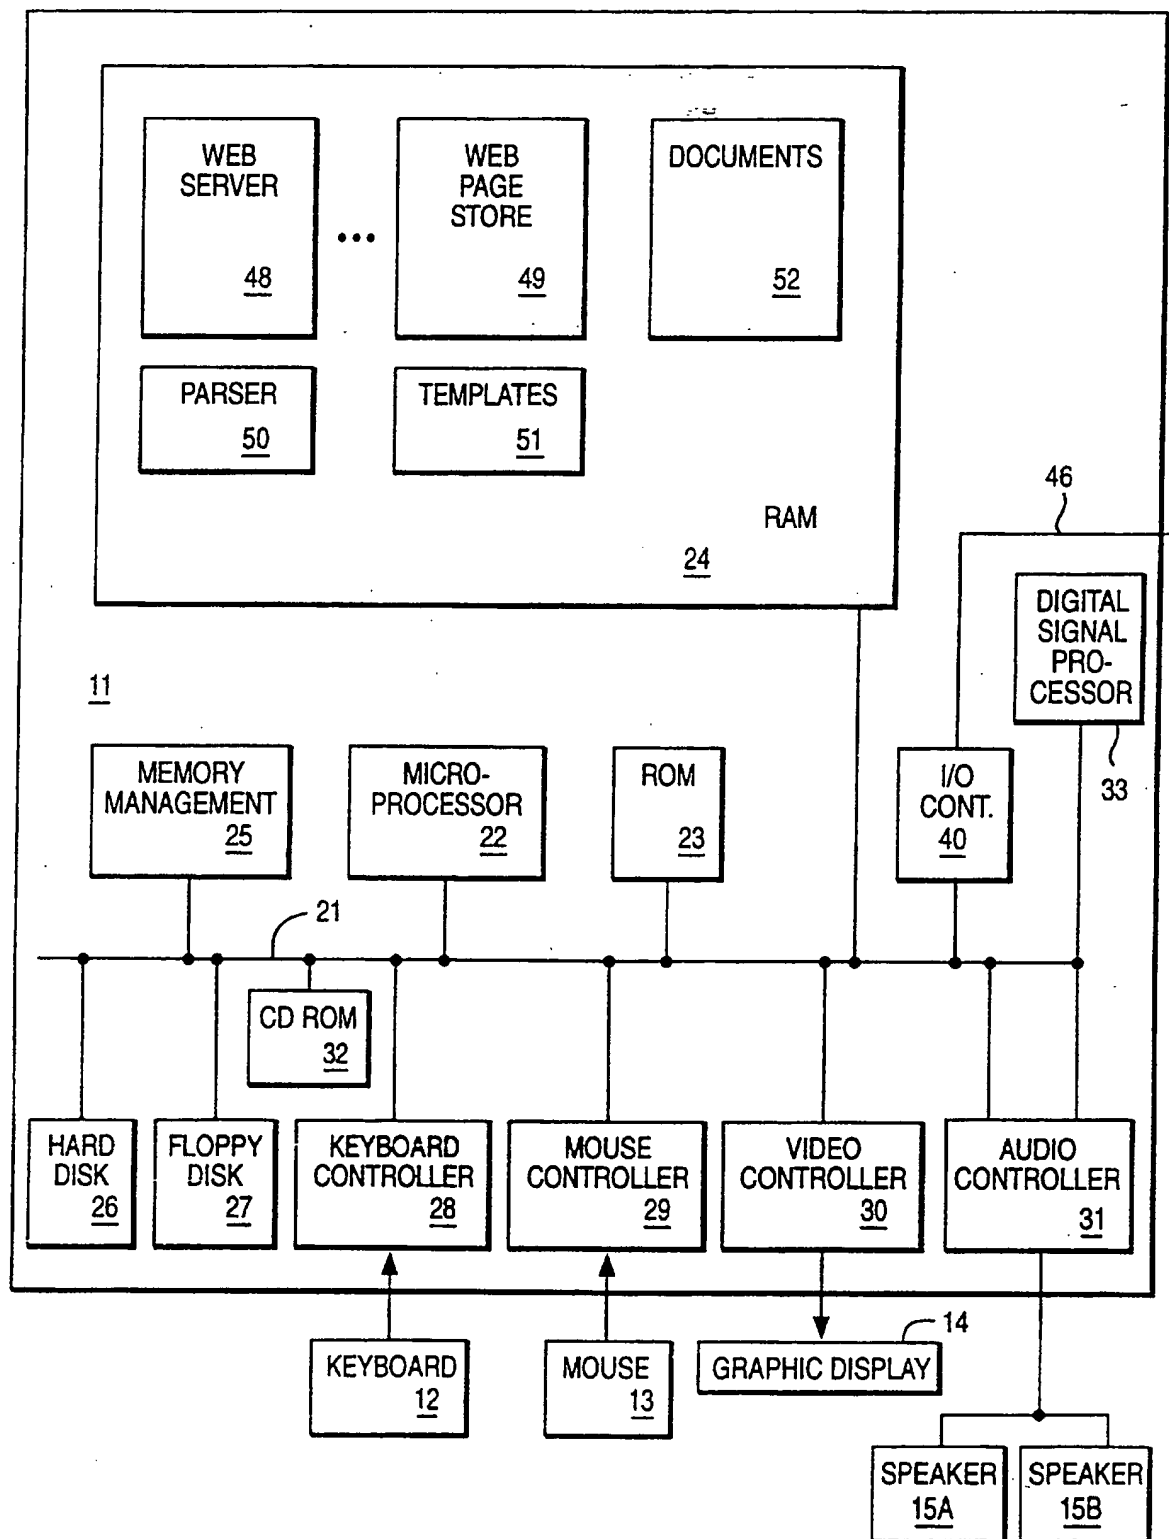 WEB
SERVER
48
WEB
PAGE
STORE
49
DOCUMENTS
52
PARSER
50
TEMPLATES
51
RAM
24
46
DIGITAL
SIGNAL
PRO-
CESSOR
33
11
MEMORY
MANAGEMENT
25
MICRO-
PROCESSOR
22
ROM
23
I/O
CONT.
40
21
CD ROM
32
HARD
DISK
26
FLOPPY
DISK
27
KEYBOARD
CONTROLLER
28
MOUSE
CONTROLLER
29
VIDEO
CONTROLLER
30
AUDIO
CONTROLLER
31
KEYBOARD
12
MOUSE
13
14
GRAPHIC DISPLAY
SPEAKER
15A
SPEAKER
15B